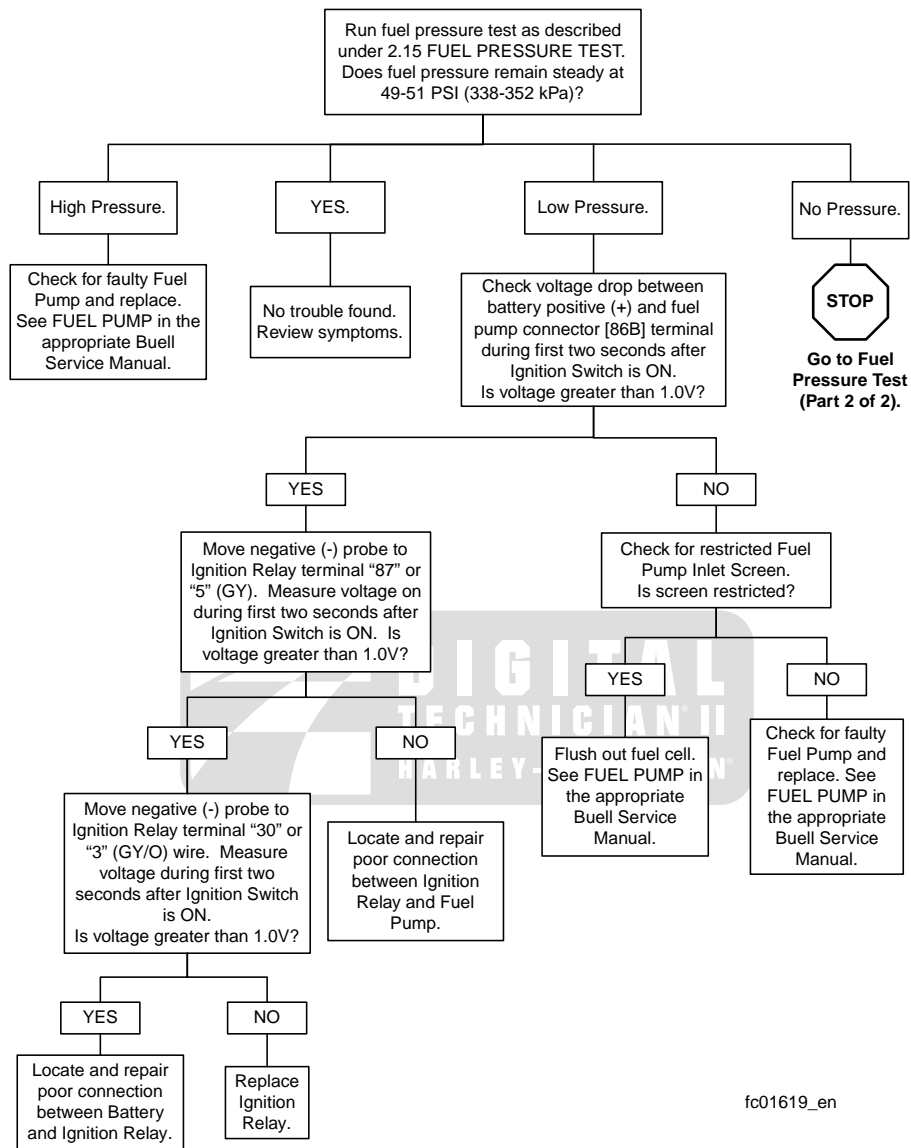 Run fuel pressure test as described
under 2.15 FUEL PRESSURE TEST.
Does fuel pressure remain steady at
49-51 PSI (338-352 kPa)?
High Pressure.
YES.
Low Pressure.
No Pressure.
Check for faulty Fuel
Pump and replace.
See FUEL PUMP in the
appropriate Buell
Service Manual.
No trouble found.
Review symptoms.
Check voltage drop between
battery positive (+) and fuel
pump connector [86B] terminal
during first two seconds after
Ignition Switch is ON.
Is voltage greater than 1.0V?
STOP
Go to Fuel
Pressure Test
(Part 2 of 2).
YES
NO
Move negative (-) probe to
Ignition Relay terminal “87” or
“5” (GY). Measure voltage on
during first two seconds after
Ignition Switch is ON. Is
voltage greater than 1.0V?
Check for restricted Fuel
Pump Inlet Screen.
Is screen restricted?
DIGITAL
TECHNICIAN II
HARLEY-
YES
NO
YES
NO
Move negative (-) probe to
Ignition Relay terminal “30” or
“3” (GY/O) wire. Measure
voltage during first two
seconds after Ignition Switch
is ON.
Is voltage greater than 1.0V?
Locate and repair
poor connection
between Ignition
Relay and Fuel
Pump.
Flush out fuel cell.
See FUEL PUMP in
the appropriate
Buell Service
Manual.
Check for faulty
Fuel Pump and
replace. See
FUEL PUMP in
the appropriate
Buell Service
Manual.
YES
NO
Locate and repair
poor connection
between Battery
and Ignition Relay.
Replace
Ignition
Relay.
fc01619_en